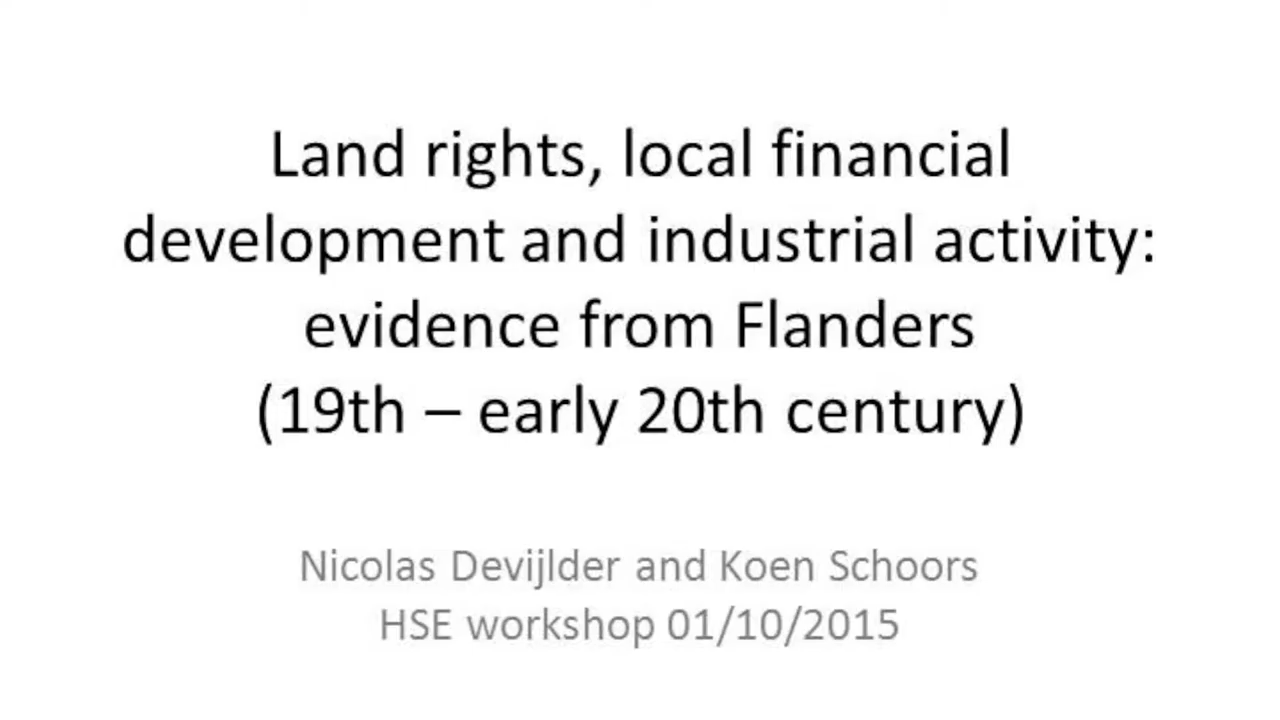 Land rights, local financial
development and industrial activity:
evidence from Flanders
(19th – early 20th century)
Nicolas Devijlder and Koen Schoors
HSE workshop 01/10/2015